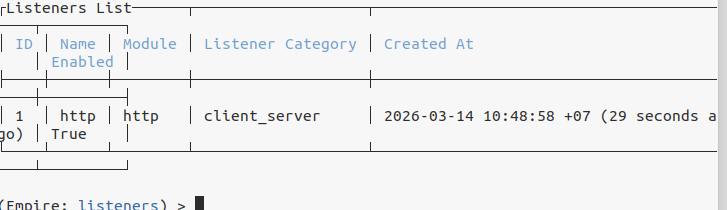 Listeners List
ID Name Module Listener Category Created At
Enabled
1 http http client_server 2026-03-14 10:48:58 +07 (29 seconds a
go) True
(Empire: listeners) >